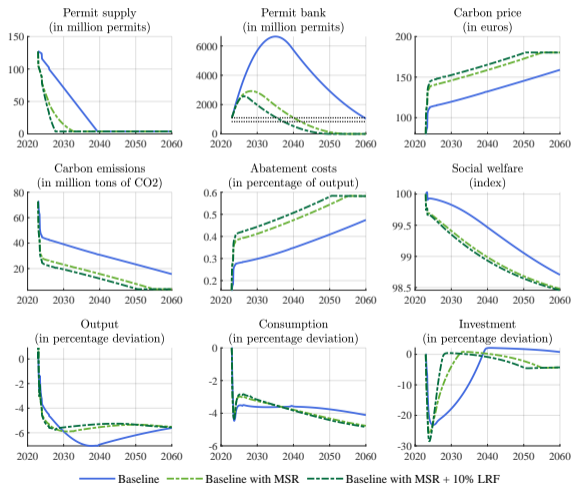 Permit supply
(in million permits)
150
100
50
0
2020 2030 2040 2050 2060
Permit bank
(in million permits)
6000
4000
2000
0
2020 2030 2040 2050 2060
Carbon price
(in euros)
200
150
100
2020 2030 2040 2050 2060
Carbon emissions
(in million tons of CO2)
80
60
40
20
2020 2030 2040 2050 2060
Abatement costs
(in percentage of output)
0.6
0.5
0.4
0.3
0.2
2020 2030 2040 2050 2060
Social welfare
(index)
100
99.5
99
98.5
2020 2030 2040 2050 2060
Output
(in percentage deviation)
0
-2
-4
-6
2020 2030 2040 2050 2060
Consumption
(in percentage deviation)
0
-2
-4
-6
2020 2030 2040 2050 2060
Investment
(in percentage deviation)
0
-10
-20
-30
2020 2030 2040 2050 2060
Baseline Baseline with MSR Baseline with MSR + 10% LRF